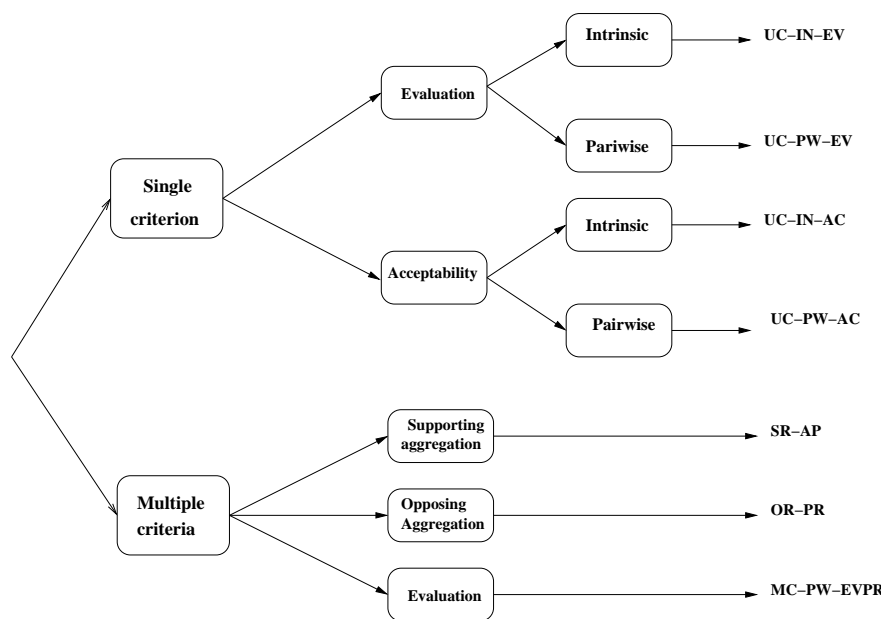 Intrinsic
UC–IN–EV
Evaluation
Pariwise
UC–PW–EV
Single
criterion
Intrinsic
UC–IN–AC
Acceptability
Pairwise
UC–PW–AC
Supporting
aggregation
SR–AP
Multiple
criteria
Opposing
Aggregation
OR–PR
Evaluation
MC–PW–EVPR